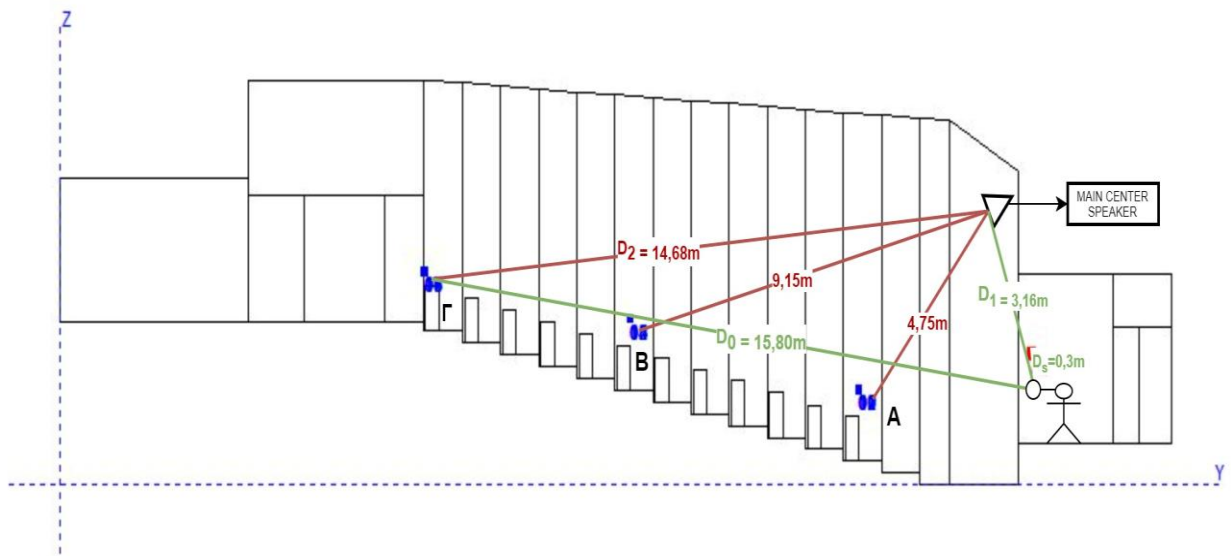 Z
MAIN CENTER
SPEAKER
D₂ = 14,68m
9,15m
D₁ = 3,16m
4,75m
Γ
D₀ = 15,80m
B
Dₛ=0,3m
A
Y